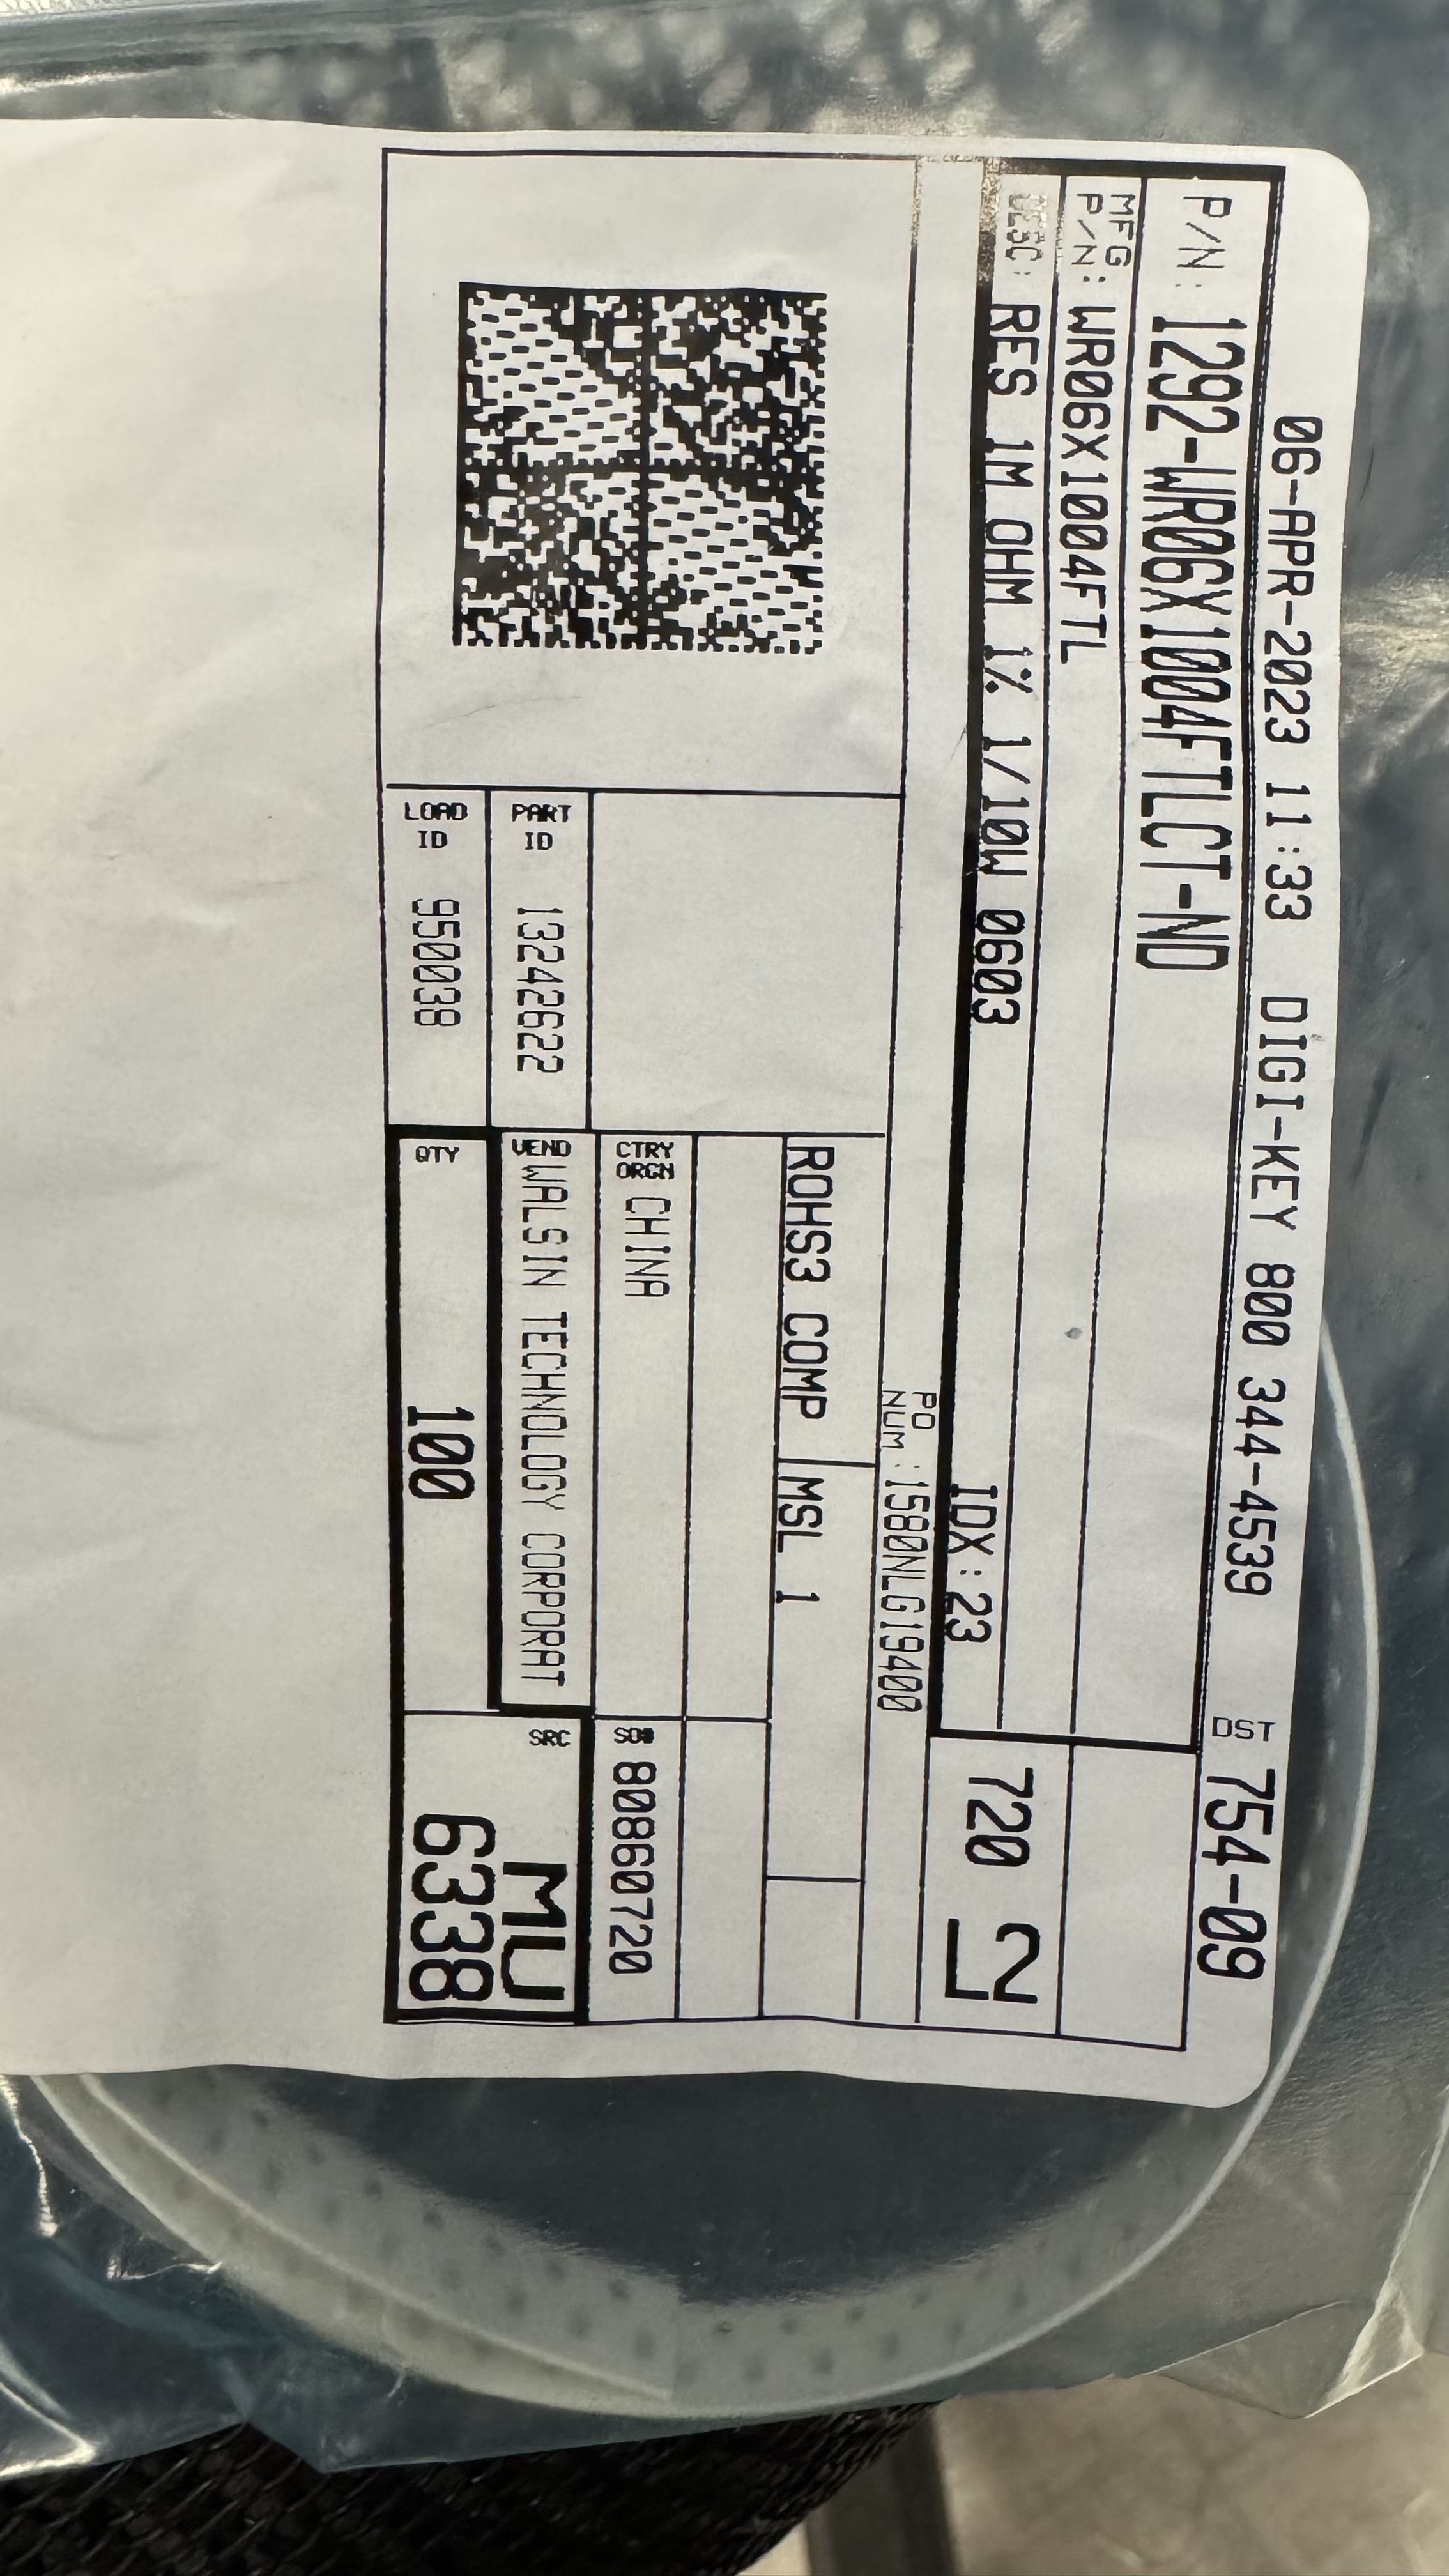 06-APR-2023 11:33 DIGI-KEY 800 344-4539 DST 754-09
P/N: 1292-WR06X1004FTLCT-ND
MFG
P/N: WR06X1004FTL
DESC: RES 1M OHM 1% 1/10W 0603
IDX: 23
720 L2
PO
NUM: 1580NLG19400
ROHS3 COMP MSL 1
CTRY
ORGN CHINA
SO# 80860720
PART
ID 13242622
VEND WALSIN TECHNOLOGY CORPORAT
SRC MU
6338
LOAD
ID 950038
QTY 100